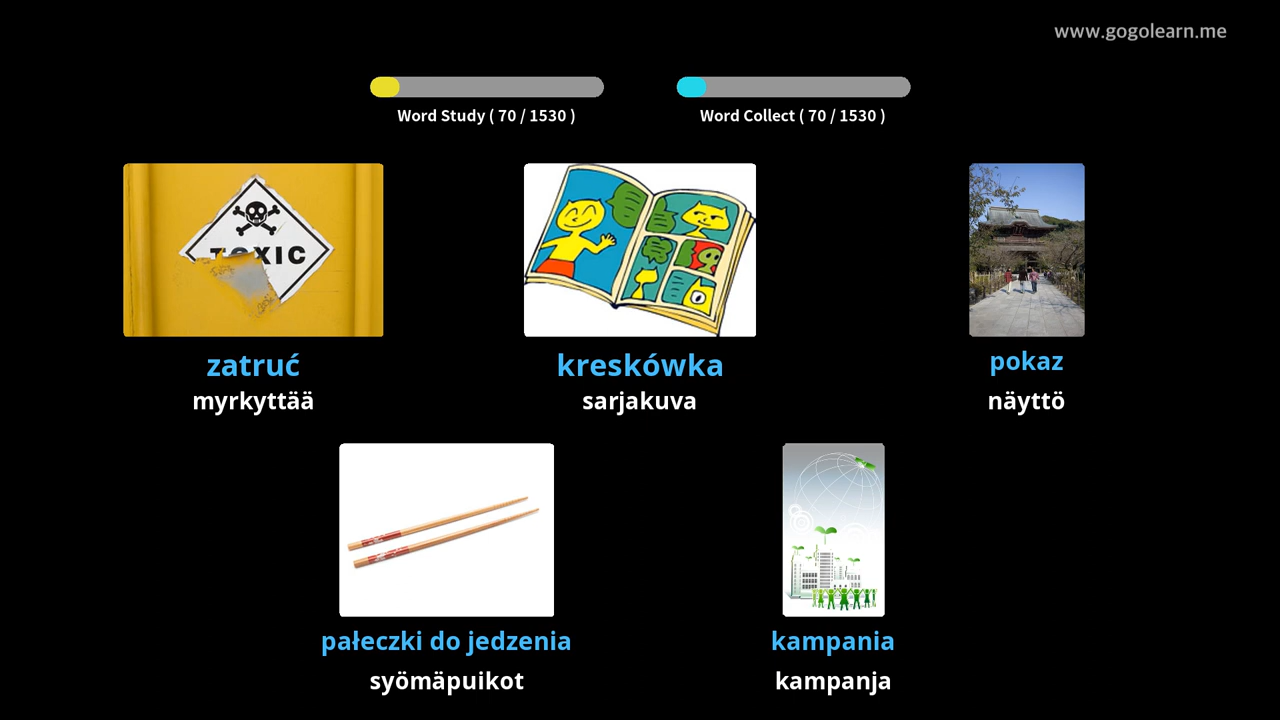 www.gogolearn.me
Word Study ( 70 / 1530 )
Word Collect ( 70 / 1530 )
TOXIC
zatruć
kreskówka
pokaz
myrkyttää
sarjakuva
näyttö
pałeczki do jedzenia
kampania
syömäpuikot
kampanja